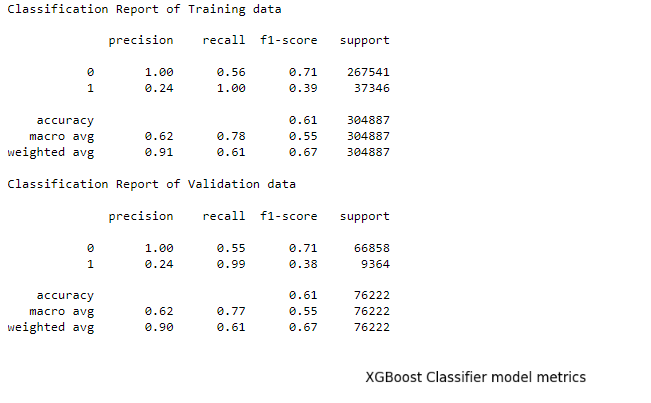 Classification Report of Training data
precision recall f1-score support
0 1.00 0.56 0.71 267541
1 0.24 1.00 0.39 37346
accuracy 0.61 304887
macro avg 0.62 0.78 0.55 304887
weighted avg 0.91 0.61 0.67 304887
Classification Report of Validation data
precision recall f1-score support
0 1.00 0.55 0.71 66858
1 0.24 0.99 0.38 9364
accuracy 0.61 76222
macro avg 0.62 0.77 0.55 76222
weighted avg 0.90 0.61 0.67 76222
XGBoost Classifier model metrics